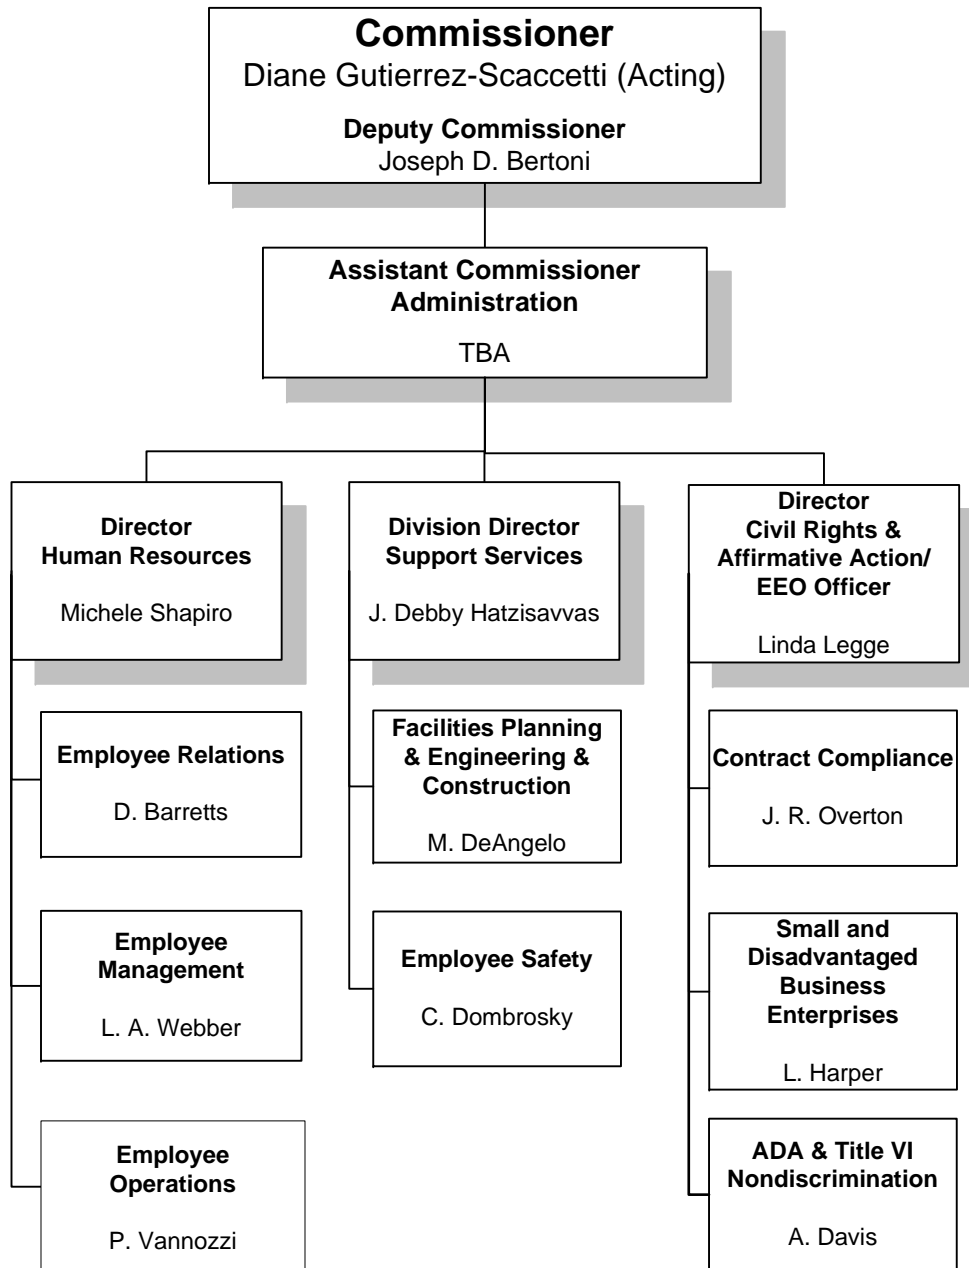 Commissioner
Diane Gutierrez-Scaccetti (Acting)
Deputy Commissioner
Joseph D. Bertoni
Assistant Commissioner
Administration
TBA
Director
Human Resources
Michele Shapiro
Division Director
Support Services
J. Debby Hatzisavvas
Director
Civil Rights &
Affirmative Action/
EEO Officer
Linda Legge
Employee Relations
D. Barretts
Facilities Planning
& Engineering &
Construction
M. DeAngelo
Contract Compliance
J. R. Overton
Employee
Management
L. A. Webber
Employee Safety
C. Dombrosky
Small and
Disadvantaged
Business
Enterprises
L. Harper
Employee
Operations
P. Vannozzi
ADA & Title VI
Nondiscrimination
A. Davis